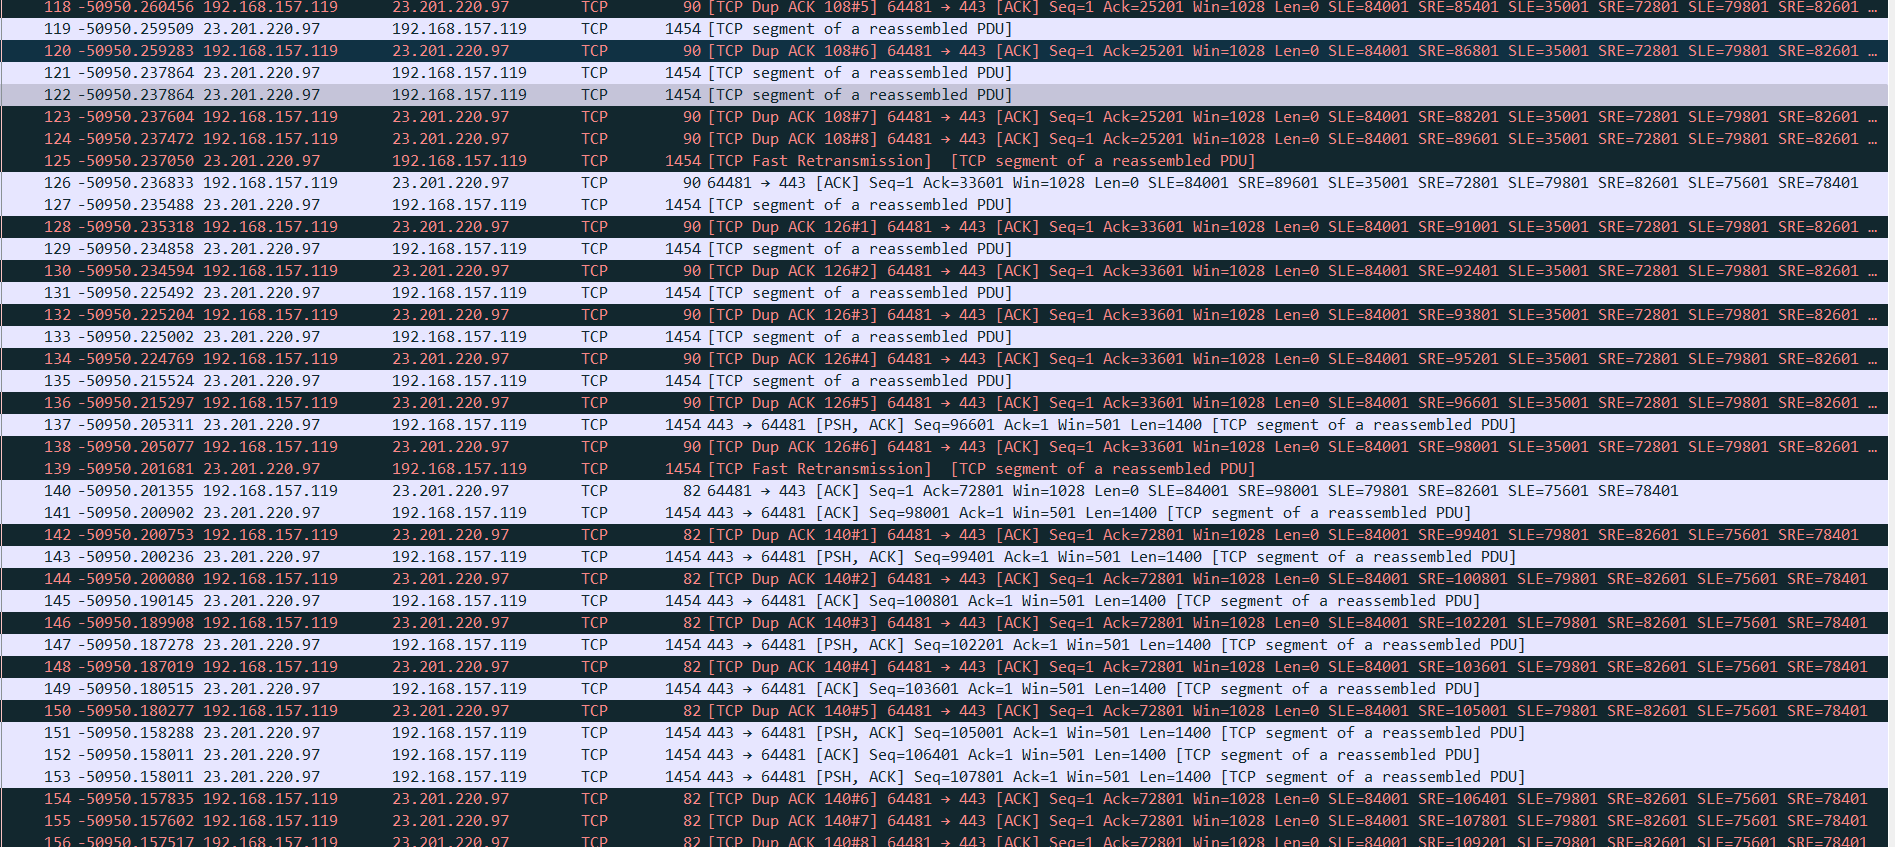 118 -50950.260456 192.168.157.119 23.201.220.97 TCP 90 [TCP Dup ACK 108#5] 64481 → 443 [ACK] Seq=1 Ack=25201 Win=1028 Len=0 SLE=84001 SRE=85401 SLE=35001 SRE=72801 SLE=79801 SRE=82601 …
119 -50950.259509 23.201.220.97 192.168.157.119 TCP 1454 [TCP segment of a reassembled PDU]
120 -50950.259283 192.168.157.119 23.201.220.97 TCP 90 [TCP Dup ACK 108#6] 64481 → 443 [ACK] Seq=1 Ack=25201 Win=1028 Len=0 SLE=84001 SRE=86801 SLE=35001 SRE=72801 SLE=79801 SRE=82601 …
121 -50950.237864 23.201.220.97 192.168.157.119 TCP 1454 [TCP segment of a reassembled PDU]
122 -50950.237864 23.201.220.97 192.168.157.119 TCP 1454 [TCP segment of a reassembled PDU]
123 -50950.237604 192.168.157.119 23.201.220.97 TCP 90 [TCP Dup ACK 108#7] 64481 → 443 [ACK] Seq=1 Ack=25201 Win=1028 Len=0 SLE=84001 SRE=88201 SLE=35001 SRE=72801 SLE=79801 SRE=82601 …
124 -50950.237472 192.168.157.119 23.201.220.97 TCP 90 [TCP Dup ACK 108#8] 64481 → 443 [ACK] Seq=1 Ack=25201 Win=1028 Len=0 SLE=84001 SRE=89601 SLE=35001 SRE=72801 SLE=79801 SRE=82601 …
125 -50950.237050 23.201.220.97 192.168.157.119 TCP 1454 [TCP Fast Retransmission] [TCP segment of a reassembled PDU]
126 -50950.236833 192.168.157.119 23.201.220.97 TCP 90 64481 → 443 [ACK] Seq=1 Ack=33601 Win=1028 Len=0 SLE=84001 SRE=89601 SLE=35001 SRE=72801 SLE=79801 SRE=82601 SLE=75601 SRE=78401
127 -50950.235488 23.201.220.97 192.168.157.119 TCP 1454 [TCP segment of a reassembled PDU]
128 -50950.235318 192.168.157.119 23.201.220.97 TCP 90 [TCP Dup ACK 126#1] 64481 → 443 [ACK] Seq=1 Ack=33601 Win=1028 Len=0 SLE=84001 SRE=91001 SLE=35001 SRE=72801 SLE=79801 SRE=82601 …
129 -50950.234858 23.201.220.97 192.168.157.119 TCP 1454 [TCP segment of a reassembled PDU]
130 -50950.234594 192.168.157.119 23.201.220.97 TCP 90 [TCP Dup ACK 126#2] 64481 → 443 [ACK] Seq=1 Ack=33601 Win=1028 Len=0 SLE=84001 SRE=92401 SLE=35001 SRE=72801 SLE=79801 SRE=82601 …
131 -50950.225492 23.201.220.97 192.168.157.119 TCP 1454 [TCP segment of a reassembled PDU]
132 -50950.225204 192.168.157.119 23.201.220.97 TCP 90 [TCP Dup ACK 126#3] 64481 → 443 [ACK] Seq=1 Ack=33601 Win=1028 Len=0 SLE=84001 SRE=93801 SLE=35001 SRE=72801 SLE=79801 SRE=82601 …
133 -50950.225002 23.201.220.97 192.168.157.119 TCP 1454 [TCP segment of a reassembled PDU]
134 -50950.224769 192.168.157.119 23.201.220.97 TCP 90 [TCP Dup ACK 126#4] 64481 → 443 [ACK] Seq=1 Ack=33601 Win=1028 Len=0 SLE=84001 SRE=95201 SLE=35001 SRE=72801 SLE=79801 SRE=82601 …
135 -50950.215524 23.201.220.97 192.168.157.119 TCP 1454 [TCP segment of a reassembled PDU]
136 -50950.215297 192.168.157.119 23.201.220.97 TCP 90 [TCP Dup ACK 126#5] 64481 → 443 [ACK] Seq=1 Ack=33601 Win=1028 Len=0 SLE=84001 SRE=96601 SLE=35001 SRE=72801 SLE=79801 SRE=82601 …
137 -50950.205311 23.201.220.97 192.168.157.119 TCP 1454 443 → 64481 [PSH, ACK] Seq=96601 Ack=1 Win=501 Len=1400 [TCP segment of a reassembled PDU]
138 -50950.205077 192.168.157.119 23.201.220.97 TCP 90 [TCP Dup ACK 126#6] 64481 → 443 [ACK] Seq=1 Ack=33601 Win=1028 Len=0 SLE=84001 SRE=98001 SLE=35001 SRE=72801 SLE=79801 SRE=82601 …
139 -50950.201681 23.201.220.97 192.168.157.119 TCP 1454 [TCP Fast Retransmission] [TCP segment of a reassembled PDU]
140 -50950.201355 192.168.157.119 23.201.220.97 TCP 82 64481 → 443 [ACK] Seq=1 Ack=72801 Win=1028 Len=0 SLE=84001 SRE=98001 SLE=79801 SRE=82601 SLE=75601 SRE=78401
141 -50950.200902 23.201.220.97 192.168.157.119 TCP 1454 443 → 64481 [ACK] Seq=98001 Ack=1 Win=501 Len=1400 [TCP segment of a reassembled PDU]
142 -50950.200753 192.168.157.119 23.201.220.97 TCP 82 [TCP Dup ACK 140#1] 64481 → 443 [ACK] Seq=1 Ack=72801 Win=1028 Len=0 SLE=84001 SRE=99401 SLE=79801 SRE=82601 SLE=75601 SRE=78401
143 -50950.200236 23.201.220.97 192.168.157.119 TCP 1454 443 → 64481 [PSH, ACK] Seq=99401 Ack=1 Win=501 Len=1400 [TCP segment of a reassembled PDU]
144 -50950.200080 192.168.157.119 23.201.220.97 TCP 82 [TCP Dup ACK 140#2] 64481 → 443 [ACK] Seq=1 Ack=72801 Win=1028 Len=0 SLE=84001 SRE=100801 SLE=79801 SRE=82601 SLE=75601 SRE=78401
145 -50950.190145 23.201.220.97 192.168.157.119 TCP 1454 443 → 64481 [ACK] Seq=100801 Ack=1 Win=501 Len=1400 [TCP segment of a reassembled PDU]
146 -50950.189908 192.168.157.119 23.201.220.97 TCP 82 [TCP Dup ACK 140#3] 64481 → 443 [ACK] Seq=1 Ack=72801 Win=1028 Len=0 SLE=84001 SRE=102201 SLE=79801 SRE=82601 SLE=75601 SRE=78401
147 -50950.187278 23.201.220.97 192.168.157.119 TCP 1454 443 → 64481 [PSH, ACK] Seq=102201 Ack=1 Win=501 Len=1400 [TCP segment of a reassembled PDU]
148 -50950.187019 192.168.157.119 23.201.220.97 TCP 82 [TCP Dup ACK 140#4] 64481 → 443 [ACK] Seq=1 Ack=72801 Win=1028 Len=0 SLE=84001 SRE=103601 SLE=79801 SRE=82601 SLE=75601 SRE=78401
149 -50950.180515 23.201.220.97 192.168.157.119 TCP 1454 443 → 64481 [ACK] Seq=103601 Ack=1 Win=501 Len=1400 [TCP segment of a reassembled PDU]
150 -50950.180277 192.168.157.119 23.201.220.97 TCP 82 [TCP Dup ACK 140#5] 64481 → 443 [ACK] Seq=1 Ack=72801 Win=1028 Len=0 SLE=84001 SRE=105001 SLE=79801 SRE=82601 SLE=75601 SRE=78401
151 -50950.158288 23.201.220.97 192.168.157.119 TCP 1454 443 → 64481 [PSH, ACK] Seq=105001 Ack=1 Win=501 Len=1400 [TCP segment of a reassembled PDU]
152 -50950.158011 23.201.220.97 192.168.157.119 TCP 1454 443 → 64481 [ACK] Seq=106401 Ack=1 Win=501 Len=1400 [TCP segment of a reassembled PDU]
153 -50950.158011 23.201.220.97 192.168.157.119 TCP 1454 443 → 64481 [PSH, ACK] Seq=107801 Ack=1 Win=501 Len=1400 [TCP segment of a reassembled PDU]
154 -50950.157835 192.168.157.119 23.201.220.97 TCP 82 [TCP Dup ACK 140#6] 64481 → 443 [ACK] Seq=1 Ack=72801 Win=1028 Len=0 SLE=84001 SRE=106401 SLE=79801 SRE=82601 SLE=75601 SRE=78401
155 -50950.157602 192.168.157.119 23.201.220.97 TCP 82 [TCP Dup ACK 140#7] 64481 → 443 [ACK] Seq=1 Ack=72801 Win=1028 Len=0 SLE=84001 SRE=107801 SLE=79801 SRE=82601 SLE=75601 SRE=78401
156 -50950.157517 192.168.157.119 23.201.220.97 TCP 82 [TCP Dup ACK 140#8] 64481 → 443 [ACK] Seq=1 Ack=72801 Win=1028 Len=0 SLE=84001 SRE=109201 SLE=79801 SRE=82601 SLE=75601 SRE=78401